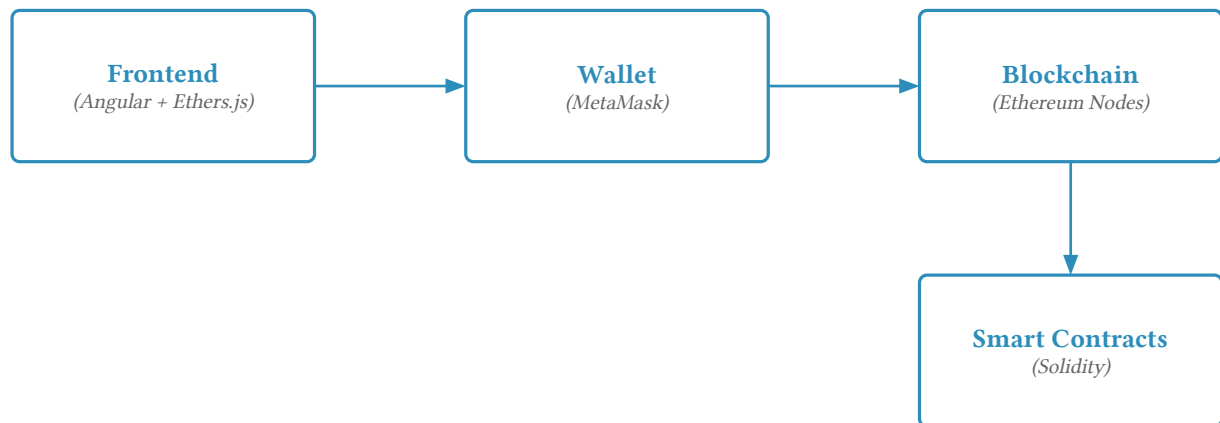 Frontend
(Angular + Ethers.js)
Wallet
(MetaMask)
Blockchain
(Ethereum Nodes)
Smart Contracts
(Solidity)